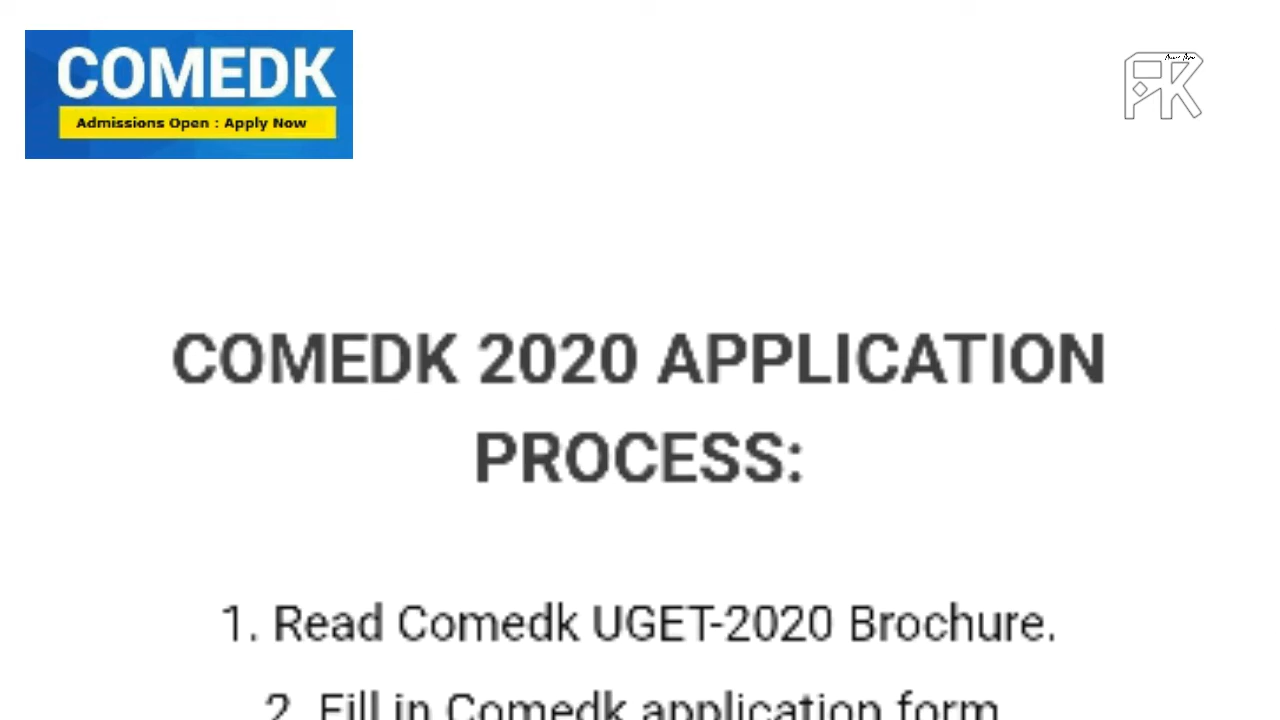 COMEDK
Admissions Open : Apply Now
COMEDK 2020 APPLICATION
PROCESS:
1. Read Comedk UGET-2020 Brochure.
2. Fill in Comedk application form